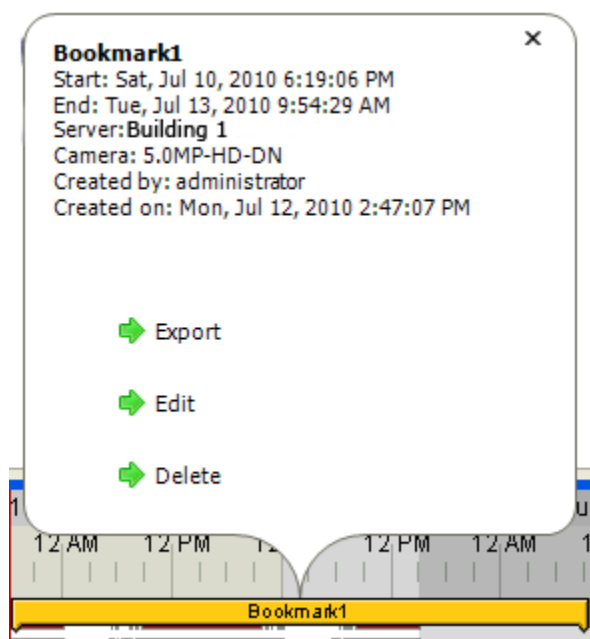 ×
Bookmark1
Start: Sat, Jul 10, 2010 6:19:06 PM
End: Tue, Jul 13, 2010 9:54:29 AM
Server:Building 1
Camera: 5.0MP-HD-DN
Created by: administrator
Created on: Mon, Jul 12, 2010 2:47:07 PM
Export
Edit
Delete
12 AM 12 PM 12 PM 12 AM
Bookmark1